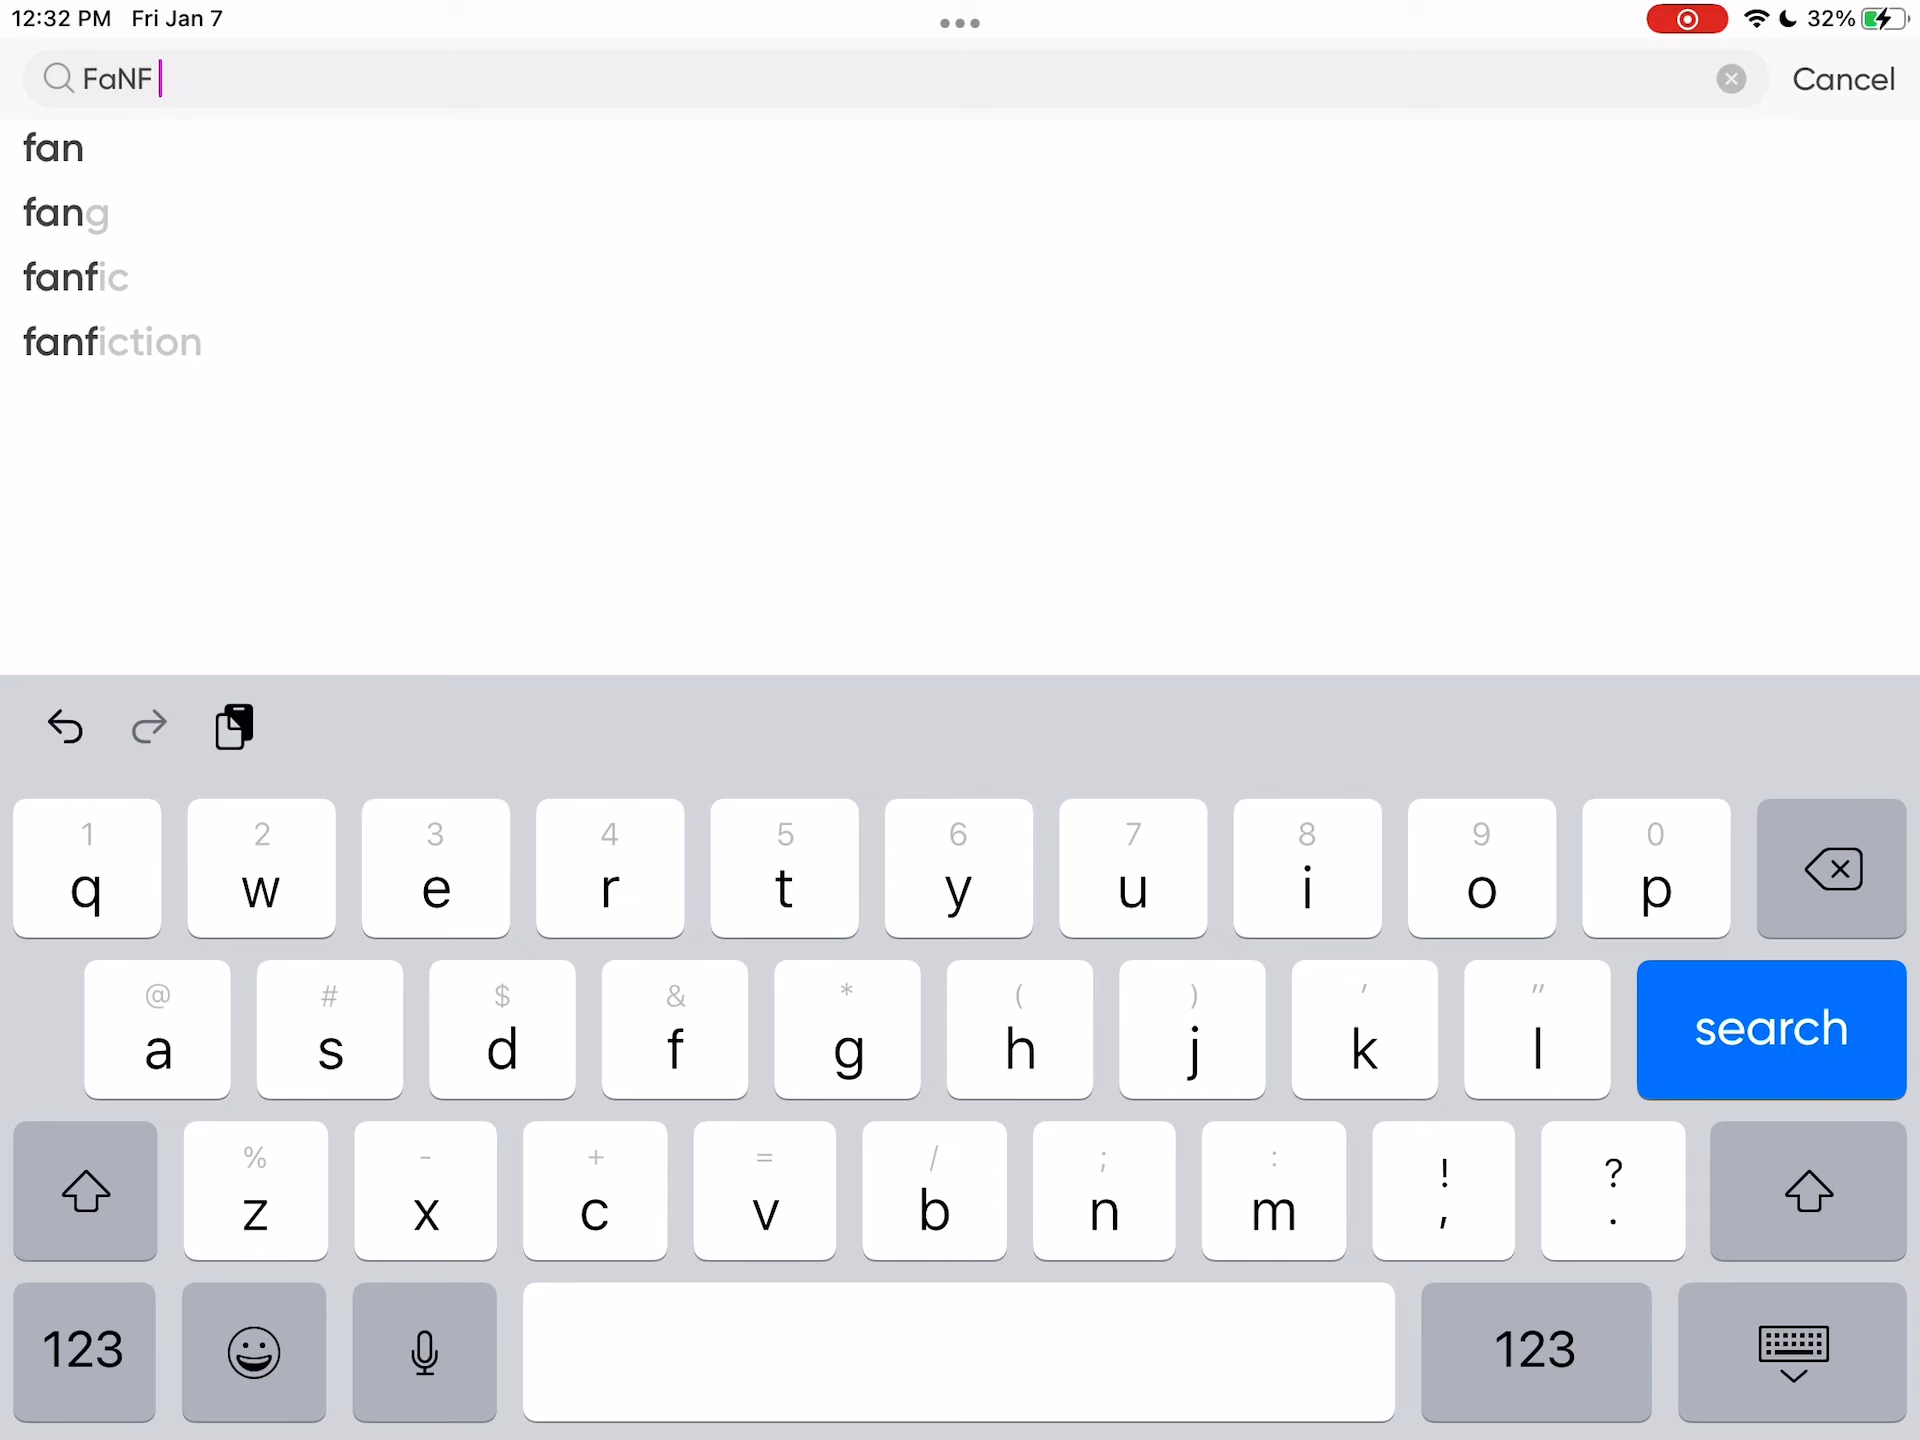 12:32 PM Fri Jan 7
32%
FaNF
Cancel
fan
fang
fanfic
fanfiction
1 2 3 4 5 6 7 8 9 0
q w e r t y u i o p
@ # $ & * ( ) ' "
a s d f g h j k l search
% - + = / ; : ! ?
z x c v b n m , .
123 123